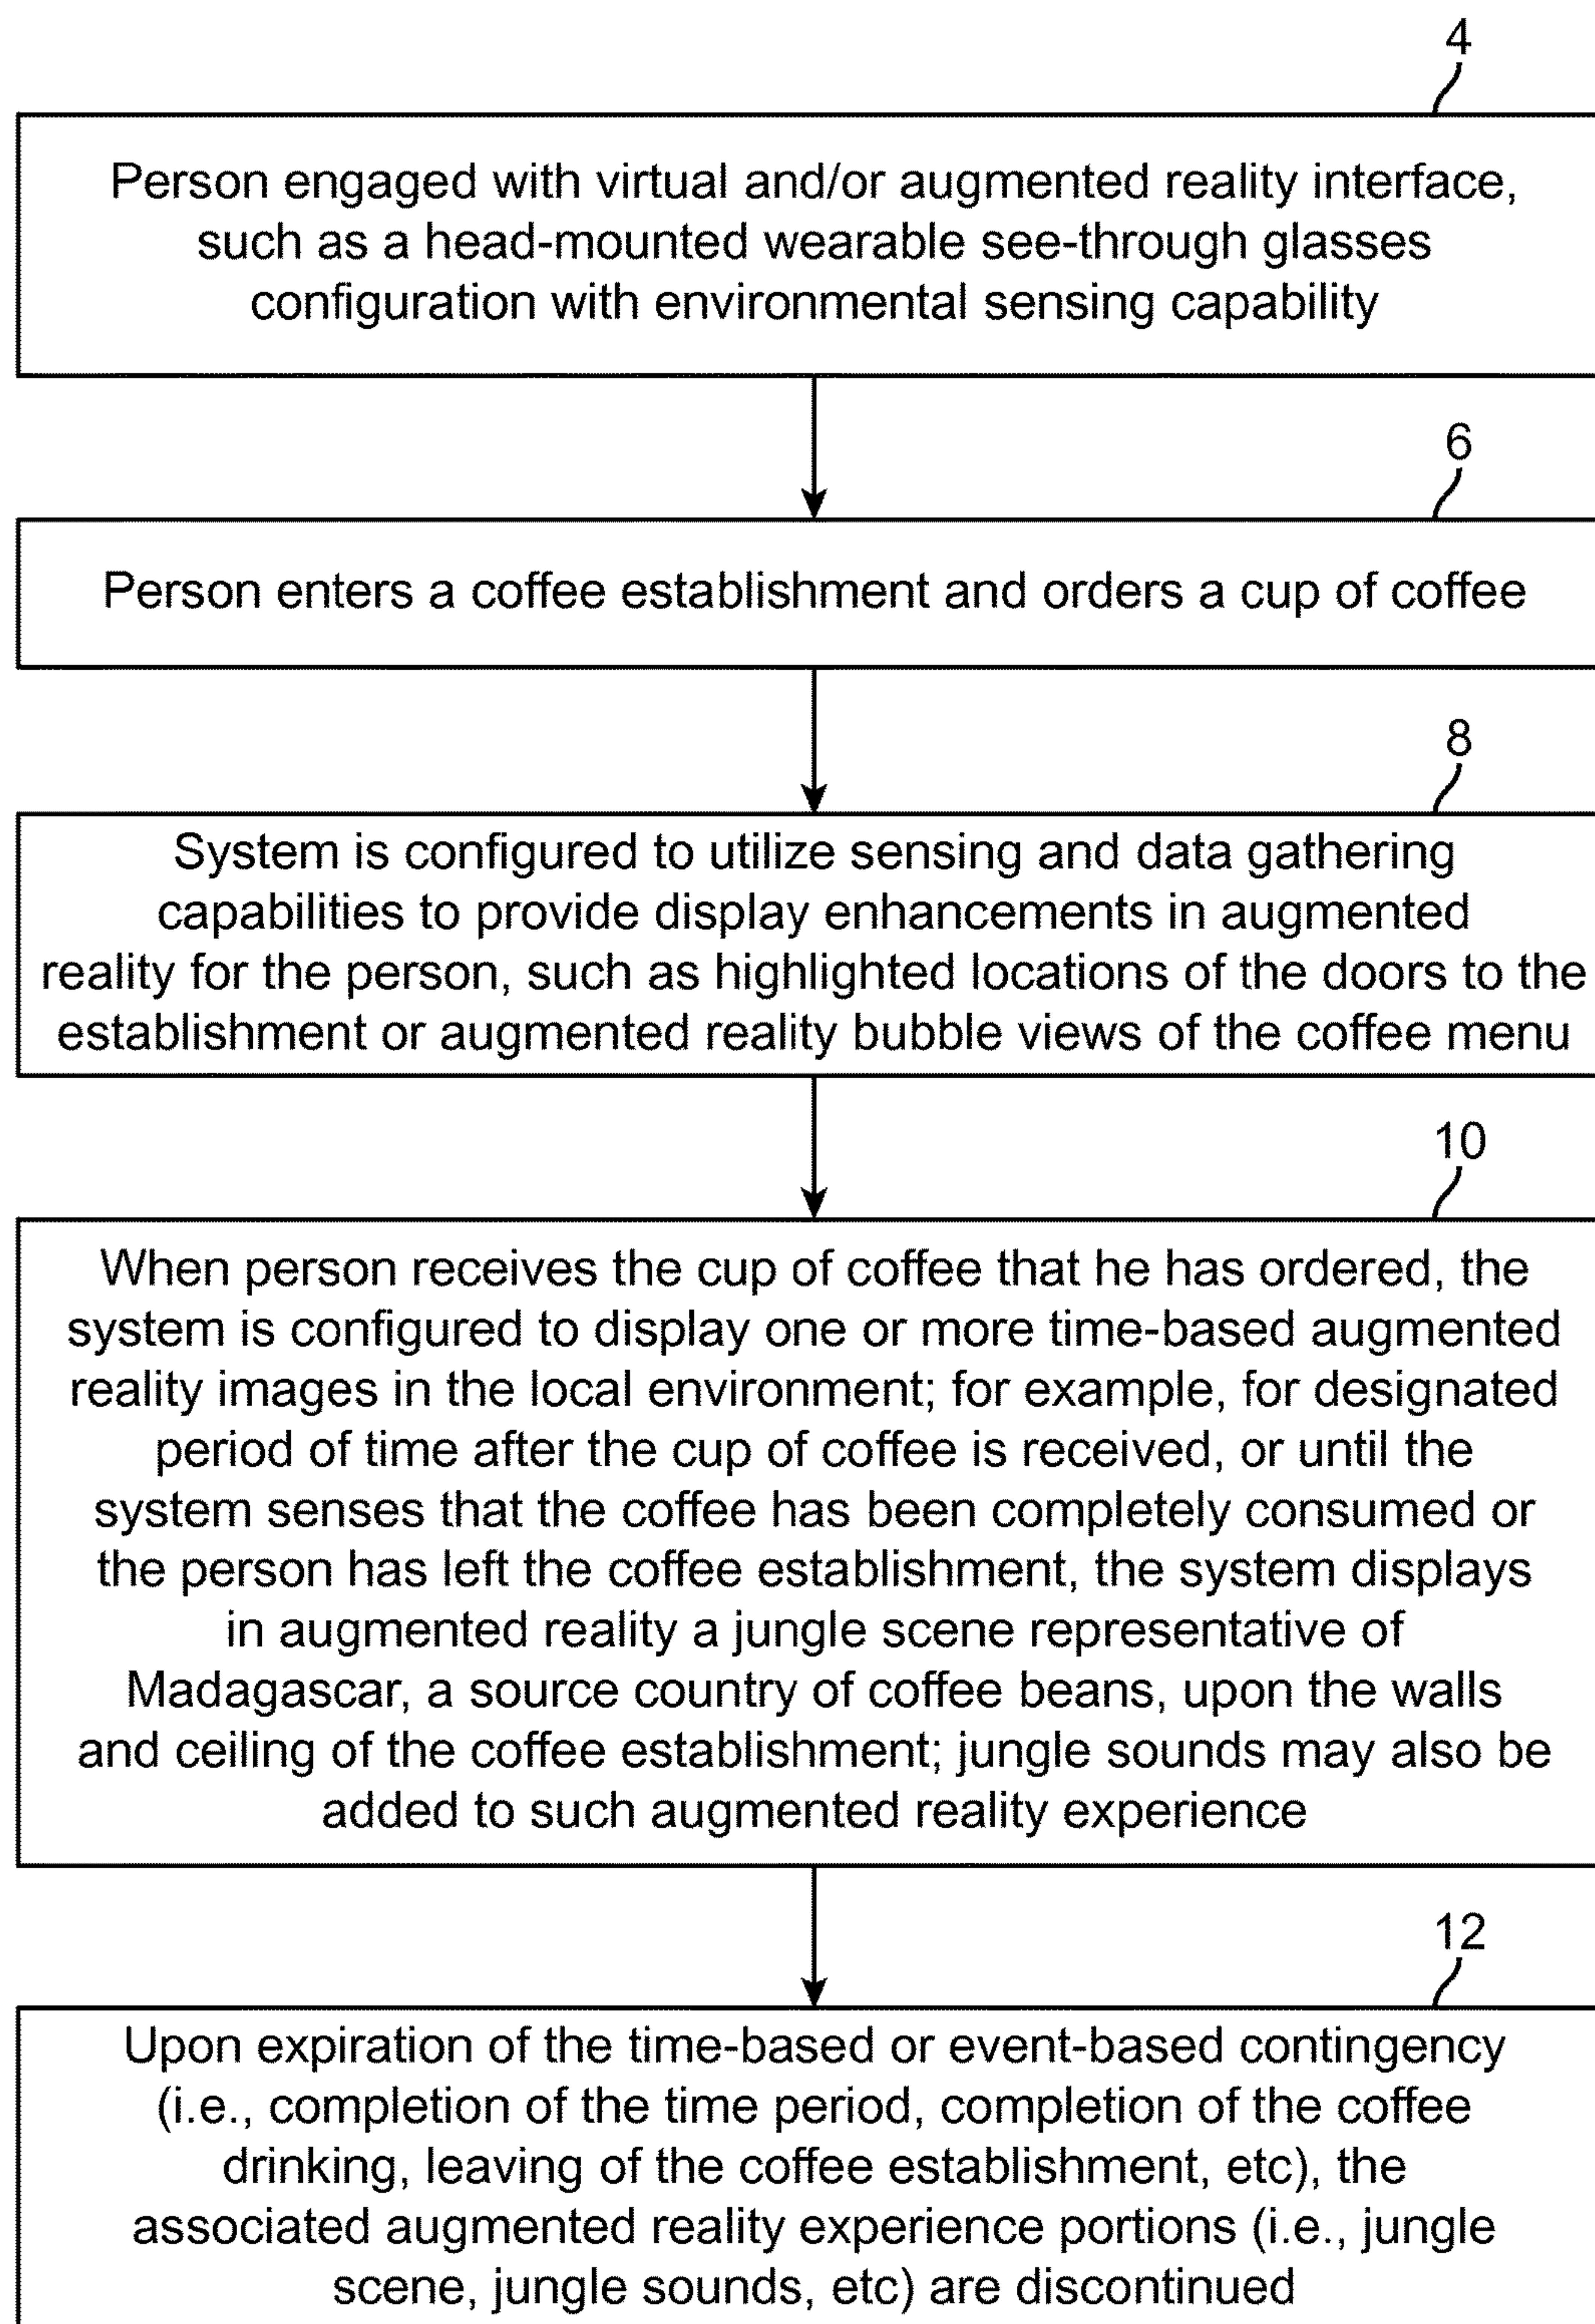 4
Person engaged with virtual and/or augmented reality interface,
such as a head-mounted wearable see-through glasses
configuration with environmental sensing capability
6
Person enters a coffee establishment and orders a cup of coffee
8
System is configured to utilize sensing and data gathering
capabilities to provide display enhancements in augmented
reality for the person, such as highlighted locations of the doors to the
establishment or augmented reality bubble views of the coffee menu
10
When person receives the cup of coffee that he has ordered, the
system is configured to display one or more time-based augmented
reality images in the local environment; for example, for designated
period of time after the cup of coffee is received, or until the
system senses that the coffee has been completely consumed or
the person has left the coffee establishment, the system displays
in augmented reality a jungle scene representative of
Madagascar, a source country of coffee beans, upon the walls
and ceiling of the coffee establishment; jungle sounds may also be
added to such augmented reality experience
12
Upon expiration of the time-based or event-based contingency
(i.e., completion of the time period, completion of the coffee
drinking, leaving of the coffee establishment, etc), the
associated augmented reality experience portions (i.e., jungle
scene, jungle sounds, etc) are discontinued